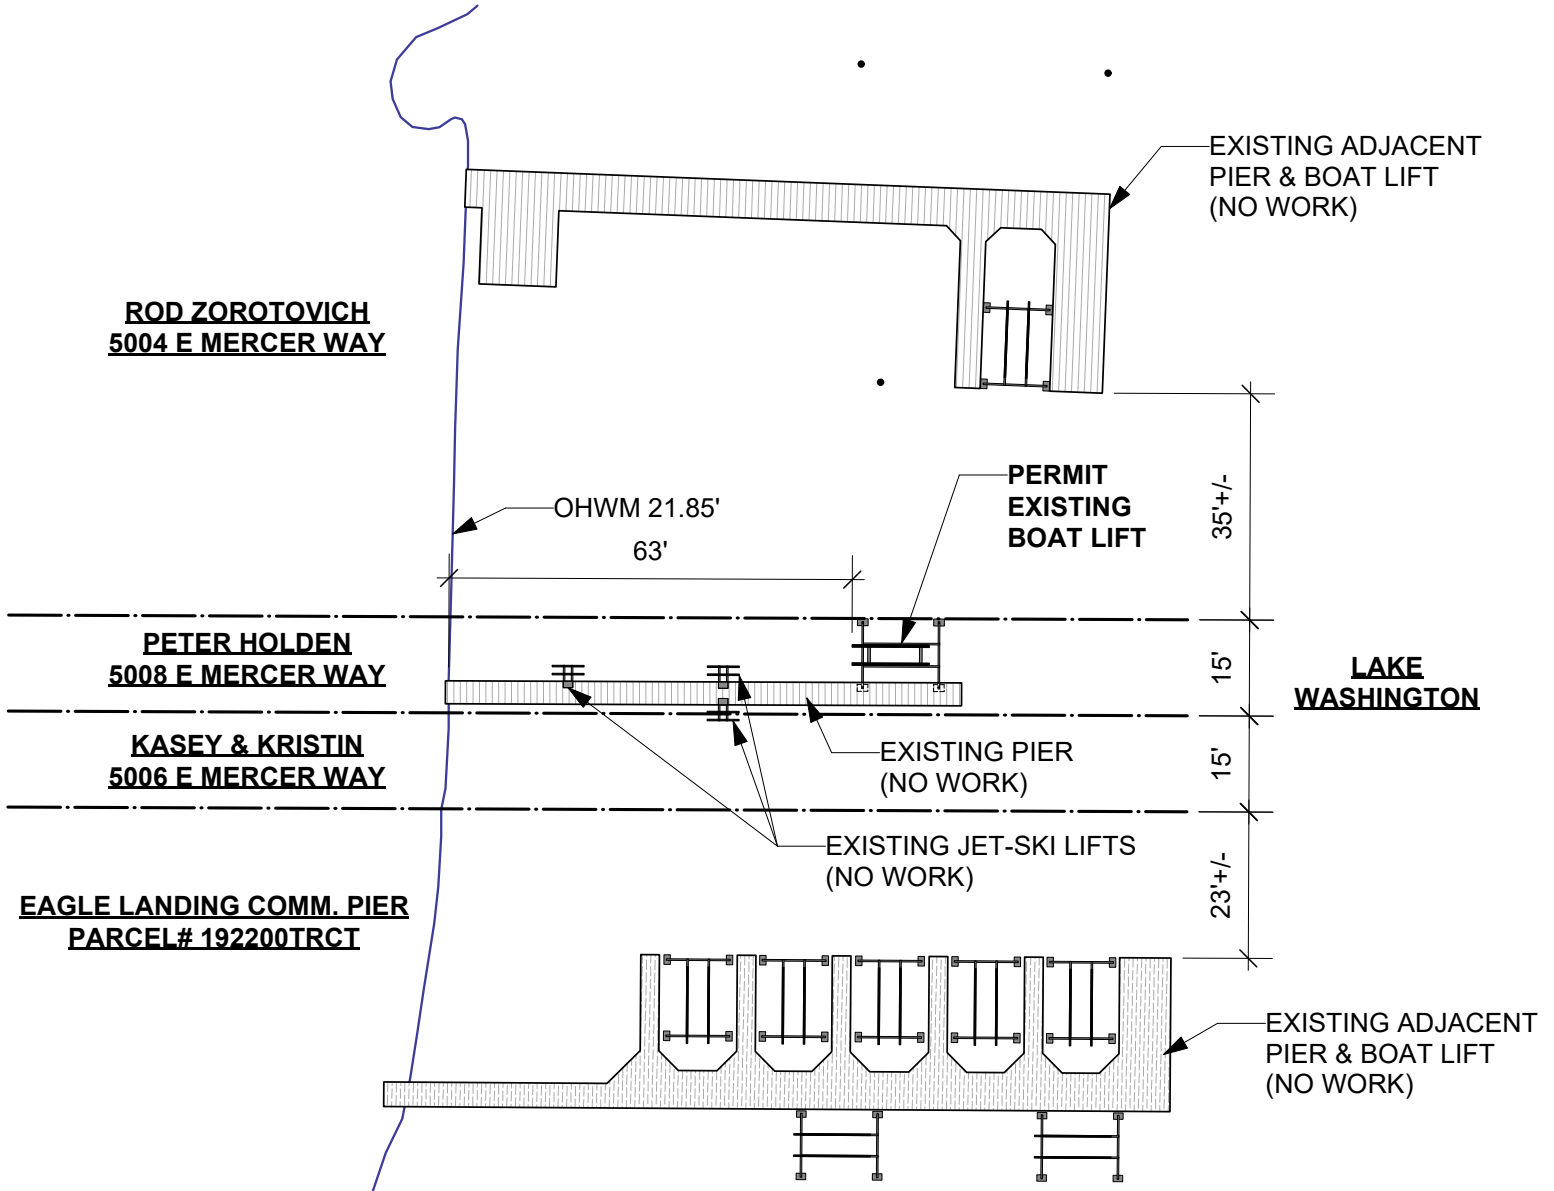 EXISTING ADJACENT
PIER & BOAT LIFT
(NO WORK)
ROD ZOROTOVICH
5004 E MERCER WAY
PERMIT
EXISTING
BOAT LIFT
35'+/-
OHWM 21.85'
63'
PETER HOLDEN
5008 E MERCER WAY
15'
LAKE
WASHINGTON
KASEY & KRISTIN
5006 E MERCER WAY
EXISTING PIER
(NO WORK)
15'
EXISTING JET-SKI LIFTS
(NO WORK)
23'+/-
EAGLE LANDING COMM. PIER
PARCEL# 192200TRCT
EXISTING ADJACENT
PIER & BOAT LIFT
(NO WORK)